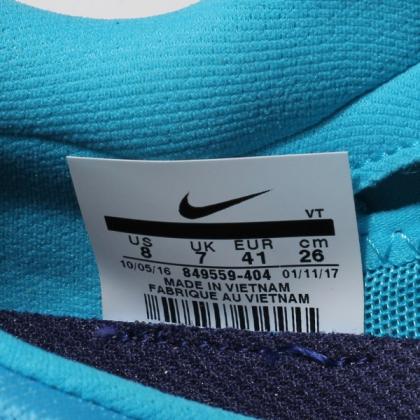 VT
US UK EUR cm
8 7 41 26
10/05/16 849559-404 01/11/17
MADE IN VIETNAM
FABRIQUE AU VIETNAM